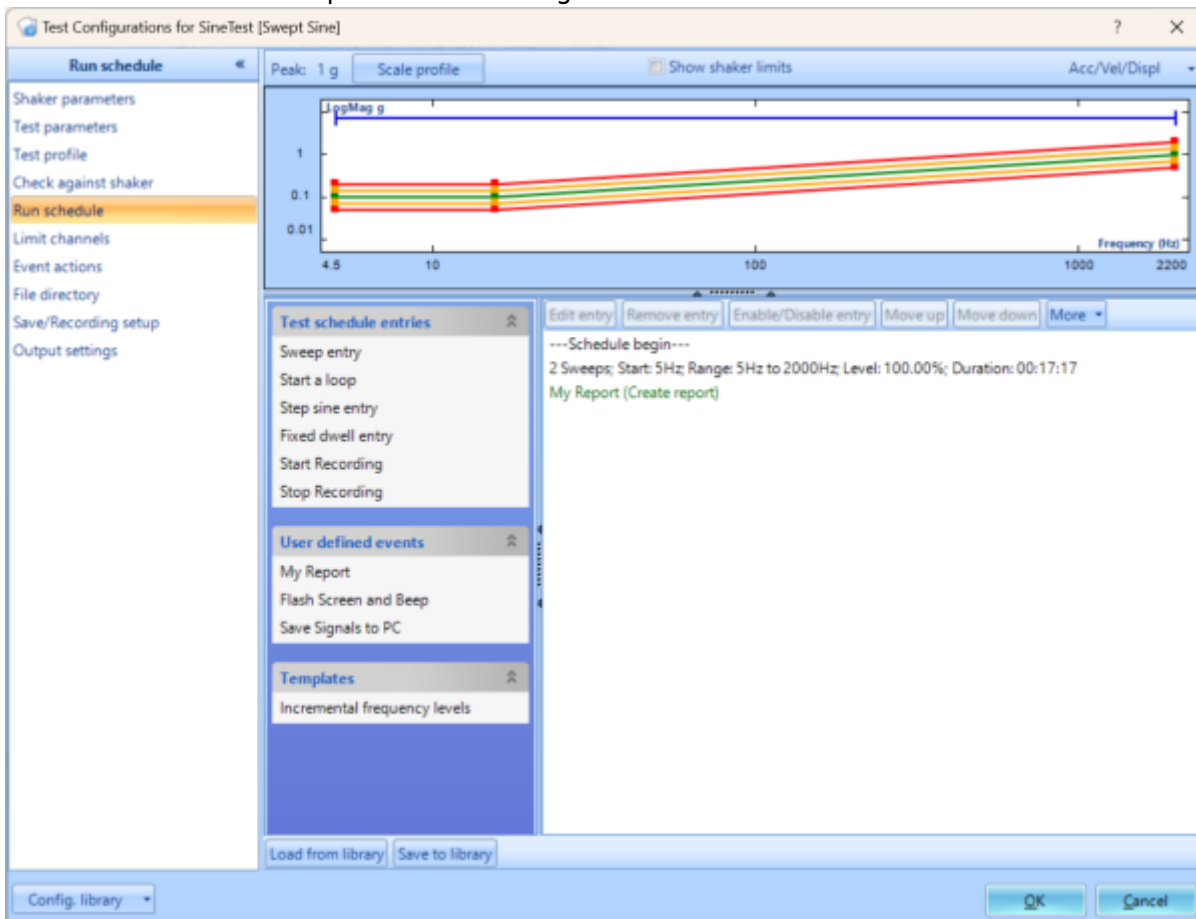 Test Configurations for SineTest [Swept Sine]
?
Run schedule
Peak: 1 g
Scale profile
Show shaker limits
Acc/Vel/Displ
Shaker parameters
Test parameters
Test profile
Check against shaker
Run schedule
Limit channels
Event actions
File directory
Save/Recording setup
Output settings
LogMag g
1
0.1
0.01
Frequency (Hz)
4.5
10
100
1000
2200
Test schedule entries
Sweep entry
Start a loop
Step sine entry
Fixed dwell entry
Start Recording
Stop Recording
User defined events
My Report
Flash Screen and Beep
Save Signals to PC
Templates
Incremental frequency levels
Edit entry Remove entry Enable/Disable entry Move up Move down More
---Schedule begin---
2 Sweeps; Start: 5Hz; Range: 5Hz to 2000Hz; Level: 100.00%; Duration: 00:17:17
My Report (Create report)
Load from library Save to library
Config. library
OK
Cancel